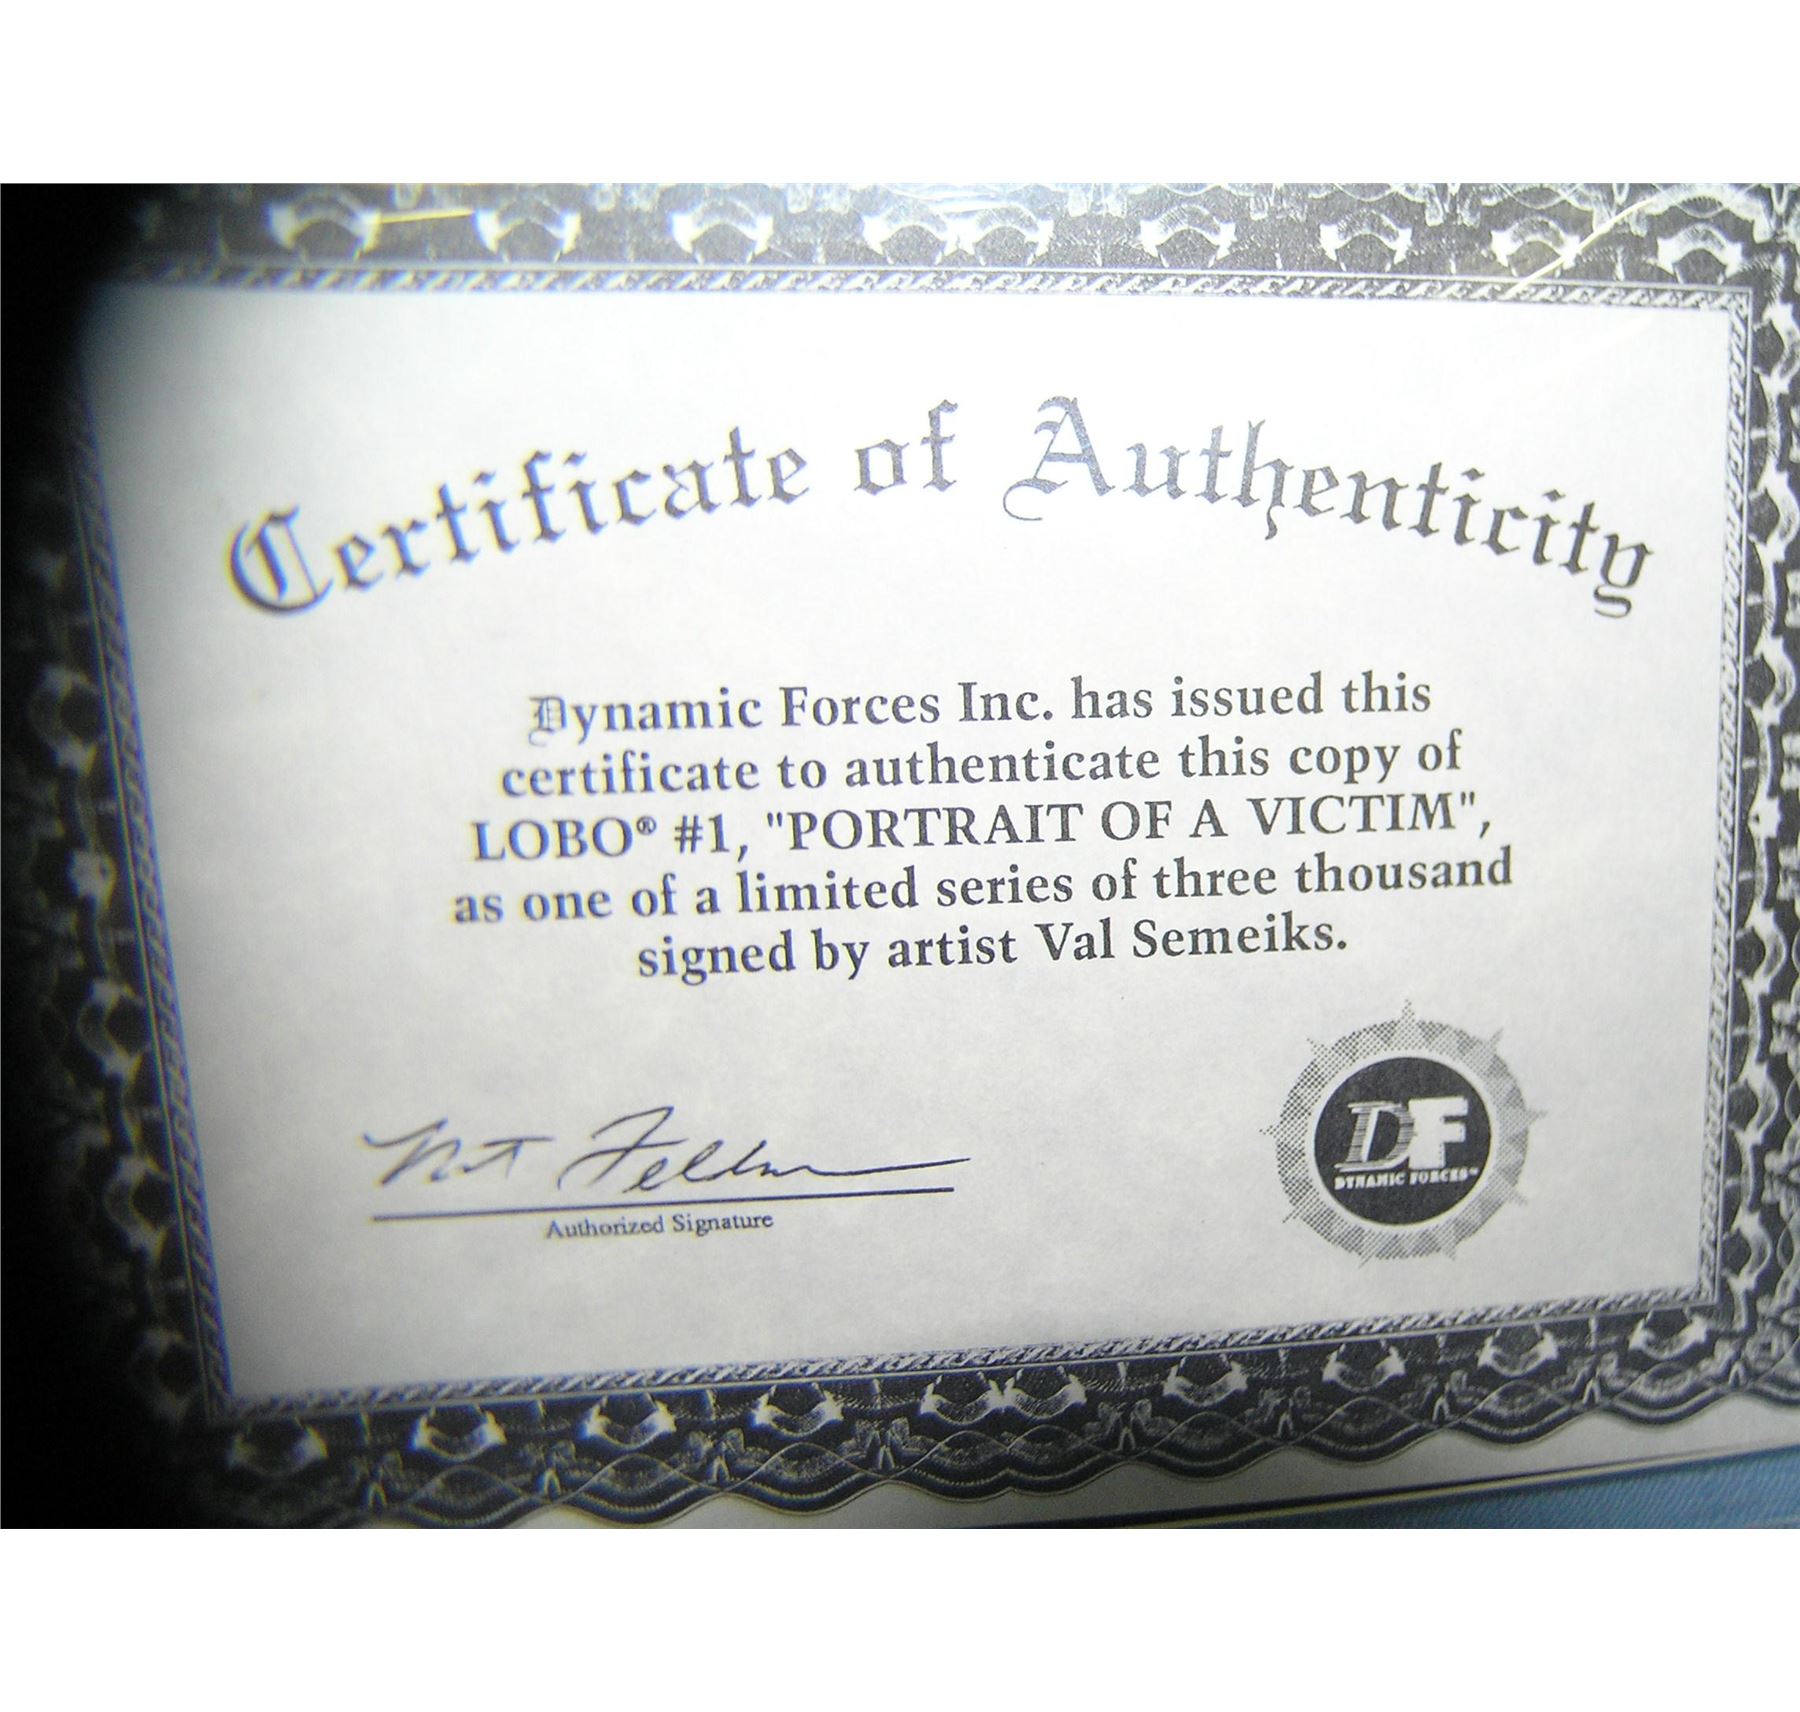 Certificate of Authenticity
Dynamic Forces Inc. has issued this
certificate to authenticate this copy of
LOBO® #1, "PORTRAIT OF A VICTIM",
as one of a limited series of three thousand
signed by artist Val Semeiks.
Authorized Signature
DF
DYNAMIC FORCES™